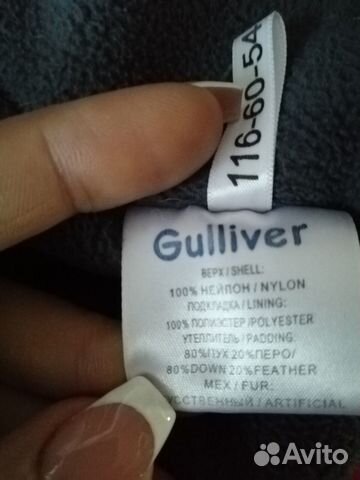 116-60-54
Gulliver
ВЕРХ / SHELL:
100% НЕЙЛОН / NYLON
ПОДКЛАДКА / LINING:
100% ПОЛИЭСТЕР /POLYESTER
УТЕПЛИТЕЛЬ / PADDING:
80%ПУХ 20%ПЕРО/
80%DOWN 20%FEATHER
МЕХ / FUR:
УССТВЕННЫЙ / ARTIFICIAL
Avito